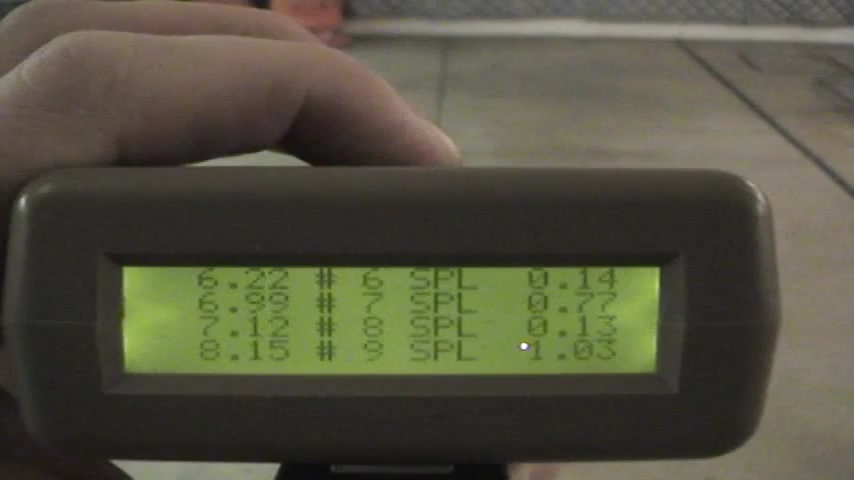 6.22 # 6 SPL 0.14
6.99 # 7 SPL 0.77
7.12 # 8 SPL 0.13
8.15 # 9 SPL 1.03